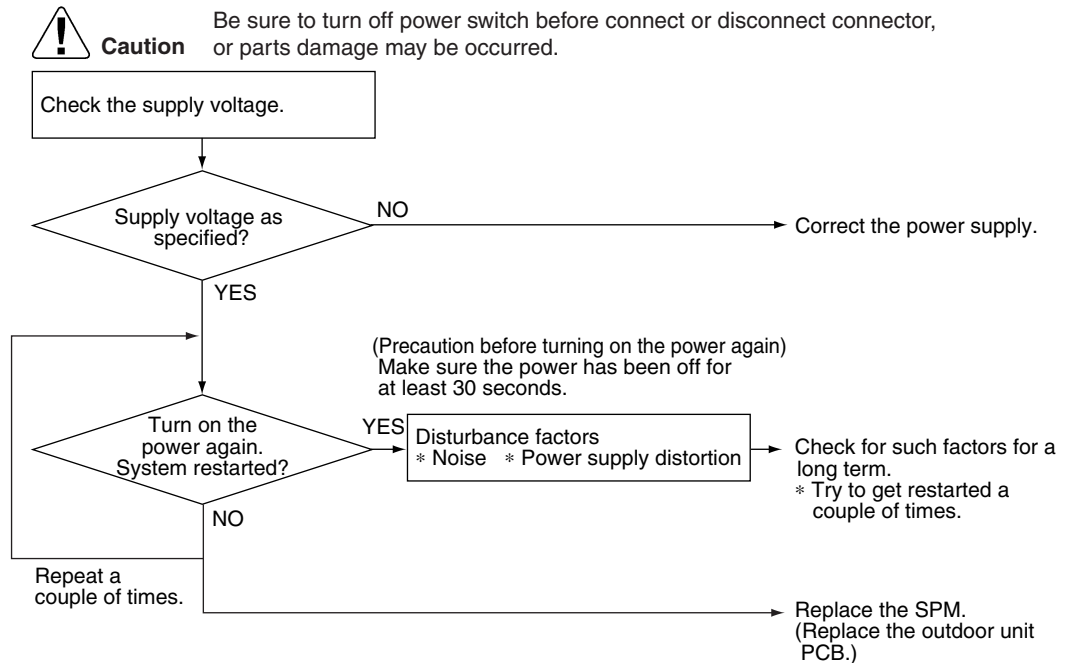 Be sure to turn off power switch before connect or disconnect connector,
Caution or parts damage may be occurred.
Check the supply voltage.
Supply voltage as
specified?
NO
Correct the power supply.
YES
(Precaution before turning on the power again)
Make sure the power has been off for
at least 30 seconds.
Turn on the
power again.
System restarted?
YES
Disturbance factors
* Noise * Power supply distortion
Check for such factors for a
long term.
* Try to get restarted a
couple of times.
NO
Repeat a
couple of times.
Replace the SPM.
(Replace the outdoor unit
PCB.)